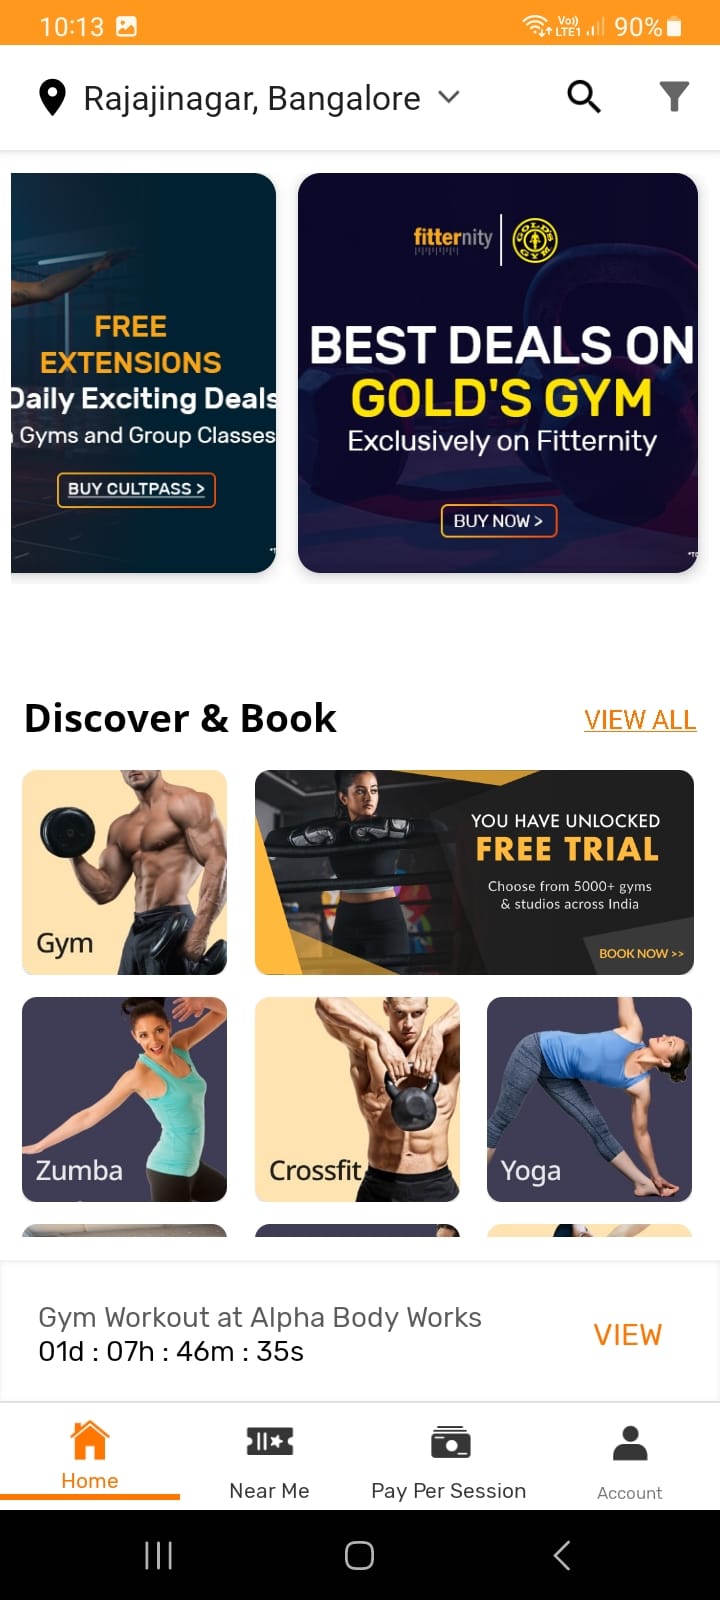 10:13
Vo)) LTE1 90%
Rajajinagar, Bangalore
FREE
EXTENSIONS
Daily Exciting Deals
Gyms and Group Classes
BUY CULTPASS >
fitternity
GOLD'S GYM
BEST DEALS ON
GOLD'S GYM
Exclusively on Fitternity
BUY NOW >
Discover & Book
VIEW ALL
Gym
YOU HAVE UNLOCKED
FREE TRIAL
Choose from 5000+ gyms
& studios across India
BOOK NOW >>
Zumba
Crossfit
Yoga
Gym Workout at Alpha Body Works
01d : 07h : 46m : 35s
VIEW
Home
Near Me
Pay Per Session
Account